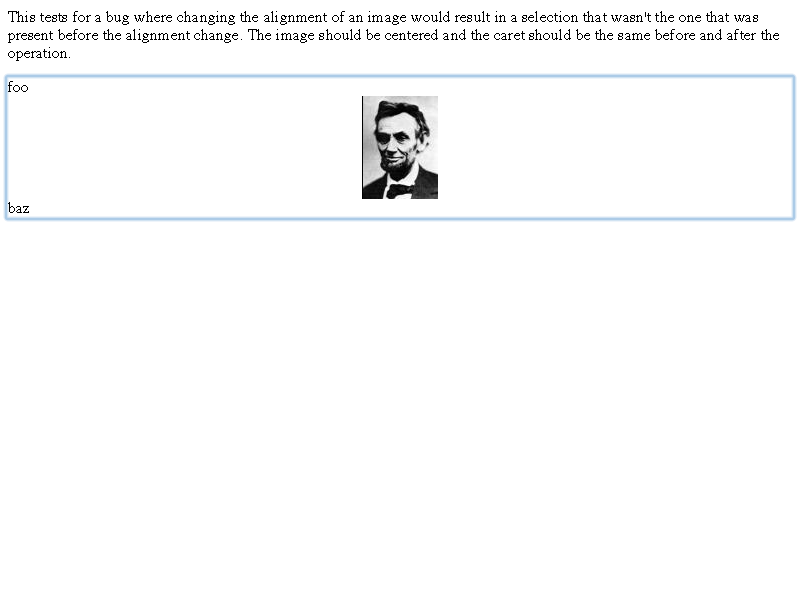 This tests for a bug where changing the alignment of an image would result in a selection that wasn't the one that was
present before the alignment change. The image should be centered and the caret should be the same before and after the
operation.
foo
baz